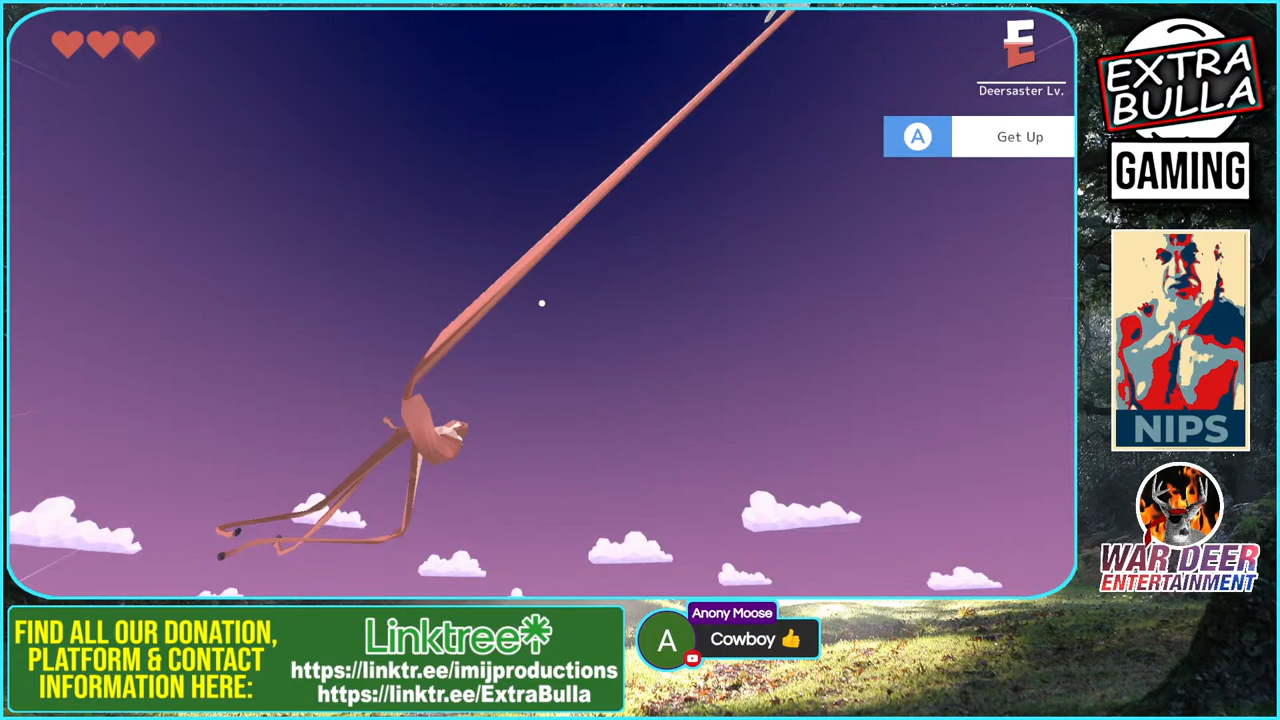 E
Deersaster Lv.
A Get Up
EXTRA
BULLA
GAMING
NIPS
WAR DEER
ENTERTAINMENT
FIND ALL OUR DONATION,
PLATFORM & CONTACT
INFORMATION HERE:
Linktree
https://linktr.ee/imijproductions
https://linktr.ee/ExtraBulla
Anony Moose
A Cowboy 👍